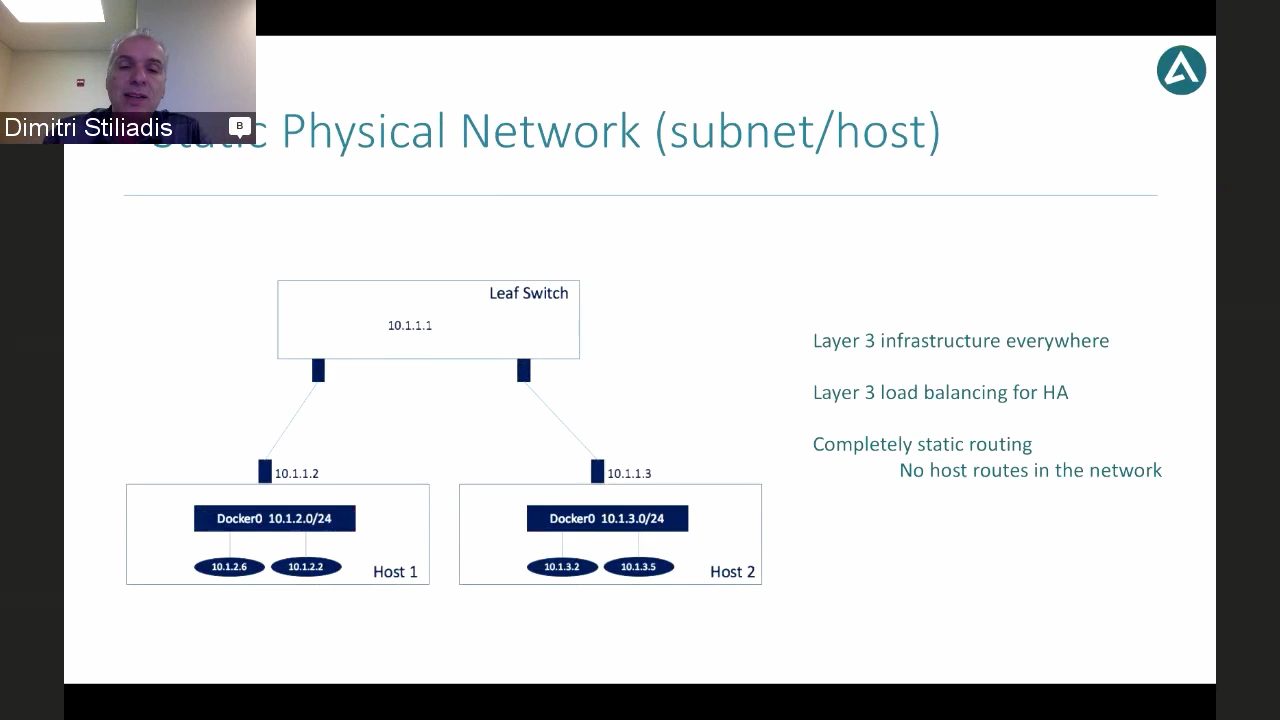 Dimitri Stiliadis
B
Static Physical Network (subnet/host)
Leaf Switch
10.1.1.1
Layer 3 infrastructure everywhere
Layer 3 load balancing for HA
Completely static routing
No host routes in the network
10.1.1.2
10.1.1.3
Docker0 10.1.2.0/24
10.1.2.6
10.1.2.2
Host 1
Docker0 10.1.3.0/24
10.1.3.2
10.1.3.5
Host 2